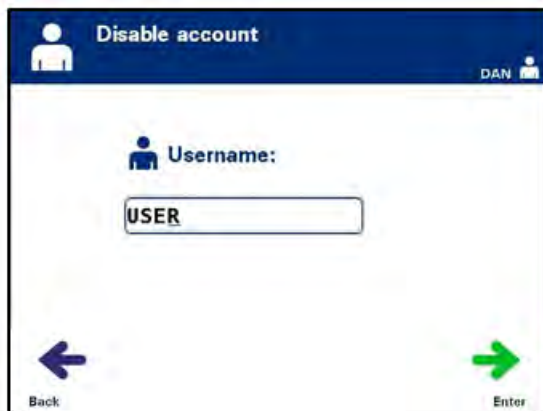 Disable account
DAN
Username:
USER
Back
Enter